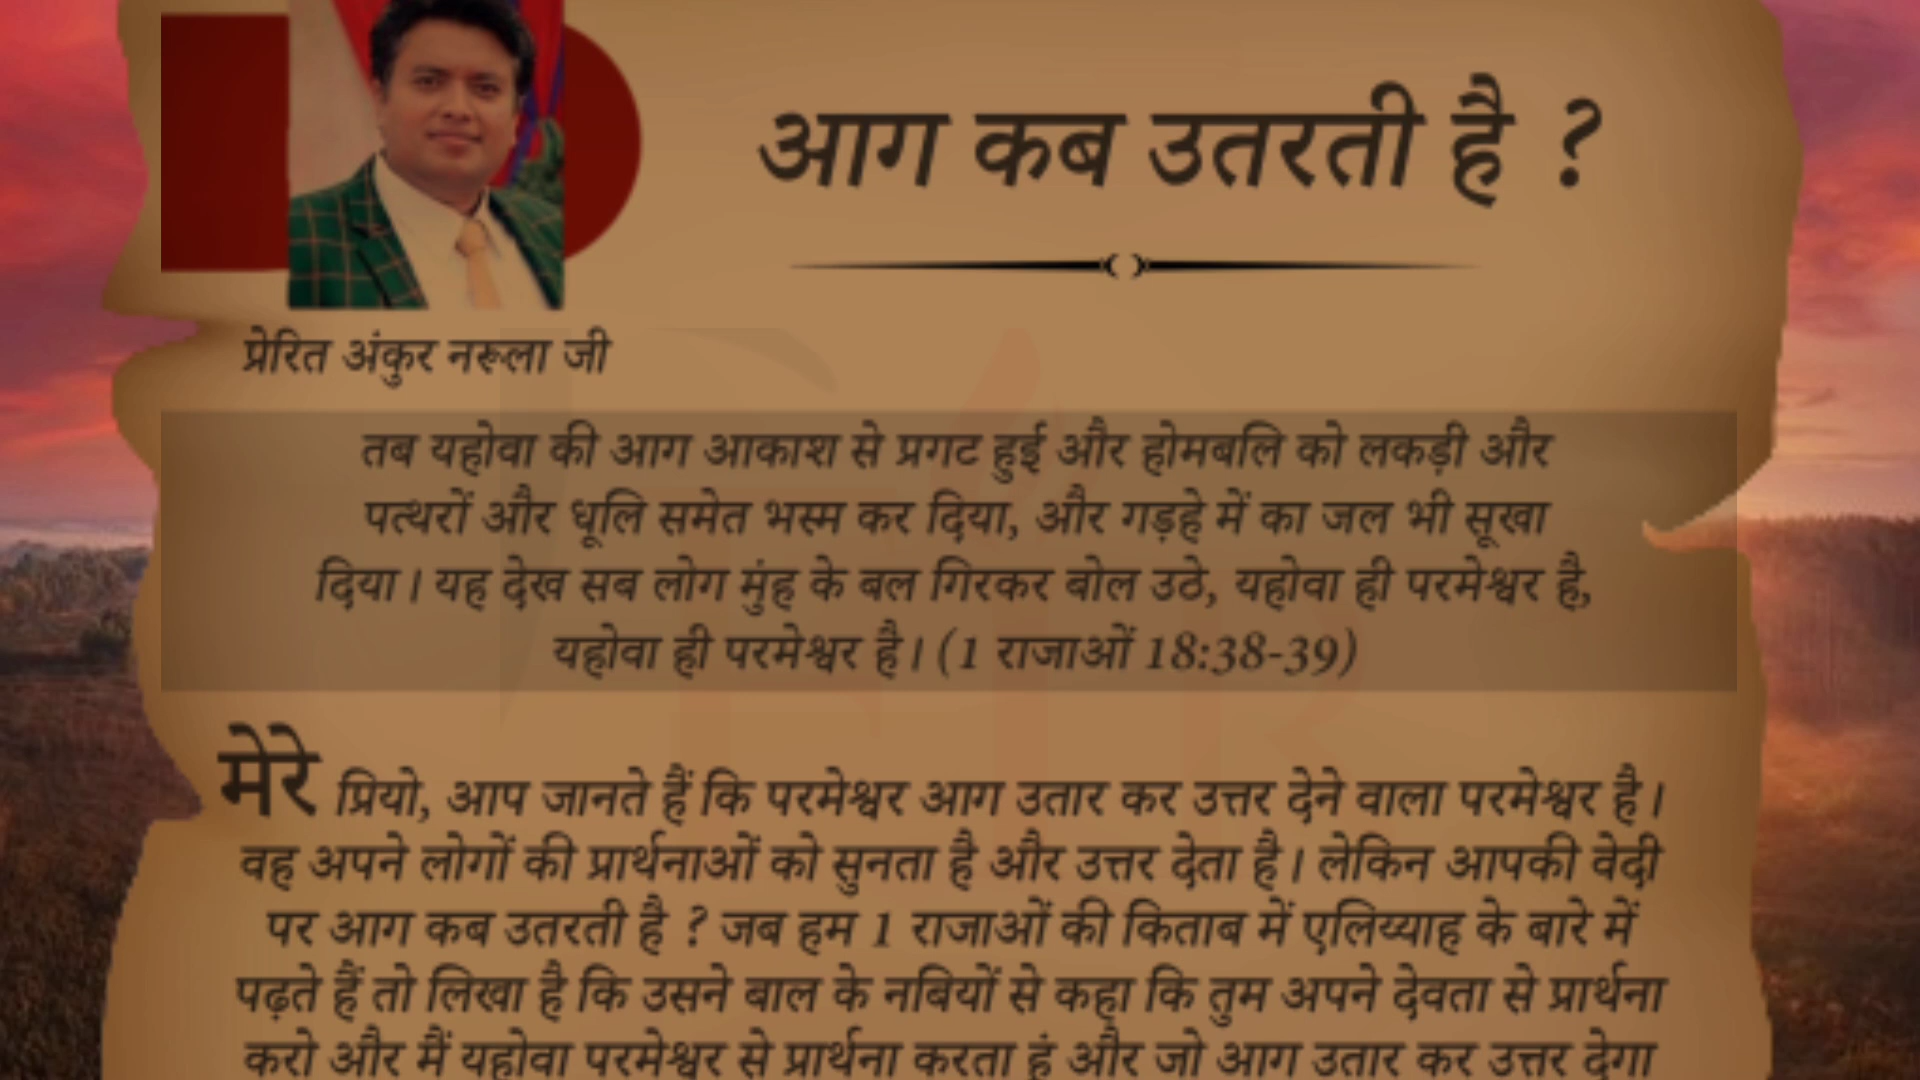 आग कब उतरती है ?
प्रेरित अंकुर नरूला जी
तब यहोवा की आग आकाश से प्रगट हुई और होमबलि को लकड़ी और
पत्थरों और धूलि समेत भस्म कर दिया, और गड़हे में का जल भी सूखा
दिया। यह देख सब लोग मुंह के बल गिरकर बोल उठे, यहोवा ही परमेश्वर है,
यहोवा ही परमेश्वर है। (1 राजाओं 18:38-39)
मेरे प्रियो, आप जानते हैं कि परमेश्वर आग उतार कर उत्तर देने वाला परमेश्वर है।
वह अपने लोगों की प्रार्थनाओं को सुनता है और उत्तर देता है। लेकिन आपकी वेदी
पर आग कब उतरती है ? जब हम 1 राजाओं की किताब में एलिय्याह के बारे में
पढ़ते हैं तो लिखा है कि उसने बाल के नबियों से कहा कि तुम अपने देवता से प्रार्थना
करो और मैं यहोवा परमेश्वर से प्रार्थना करता हूं और जो आग उतार कर उत्तर देगा